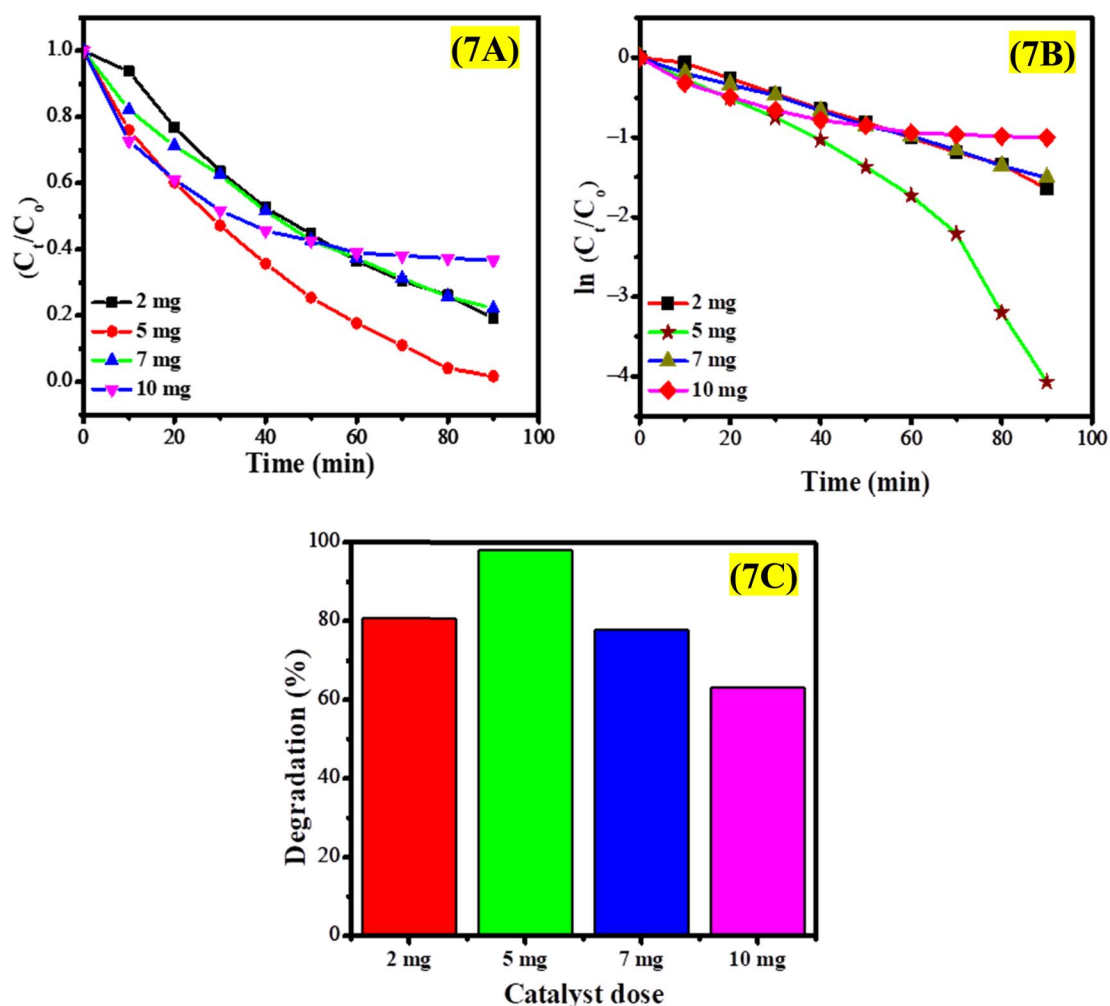 (7A)
(Cₜ/Cₒ)
1.0
0.8
0.6
0.4
0.2
0.0
2 mg
5 mg
7 mg
10 mg
0 20 40 60 80 100
Time (min)
(7B)
ln (Cₜ/Cₒ)
–0
–1
–2
–3
–4
2 mg
5 mg
7 mg
10 mg
0 20 40 60 80 100
Time (min)
(7C)
Degradation (%)
100
80
60
40
20
0
2 mg 5 mg 7 mg 10 mg
Catalyst dose